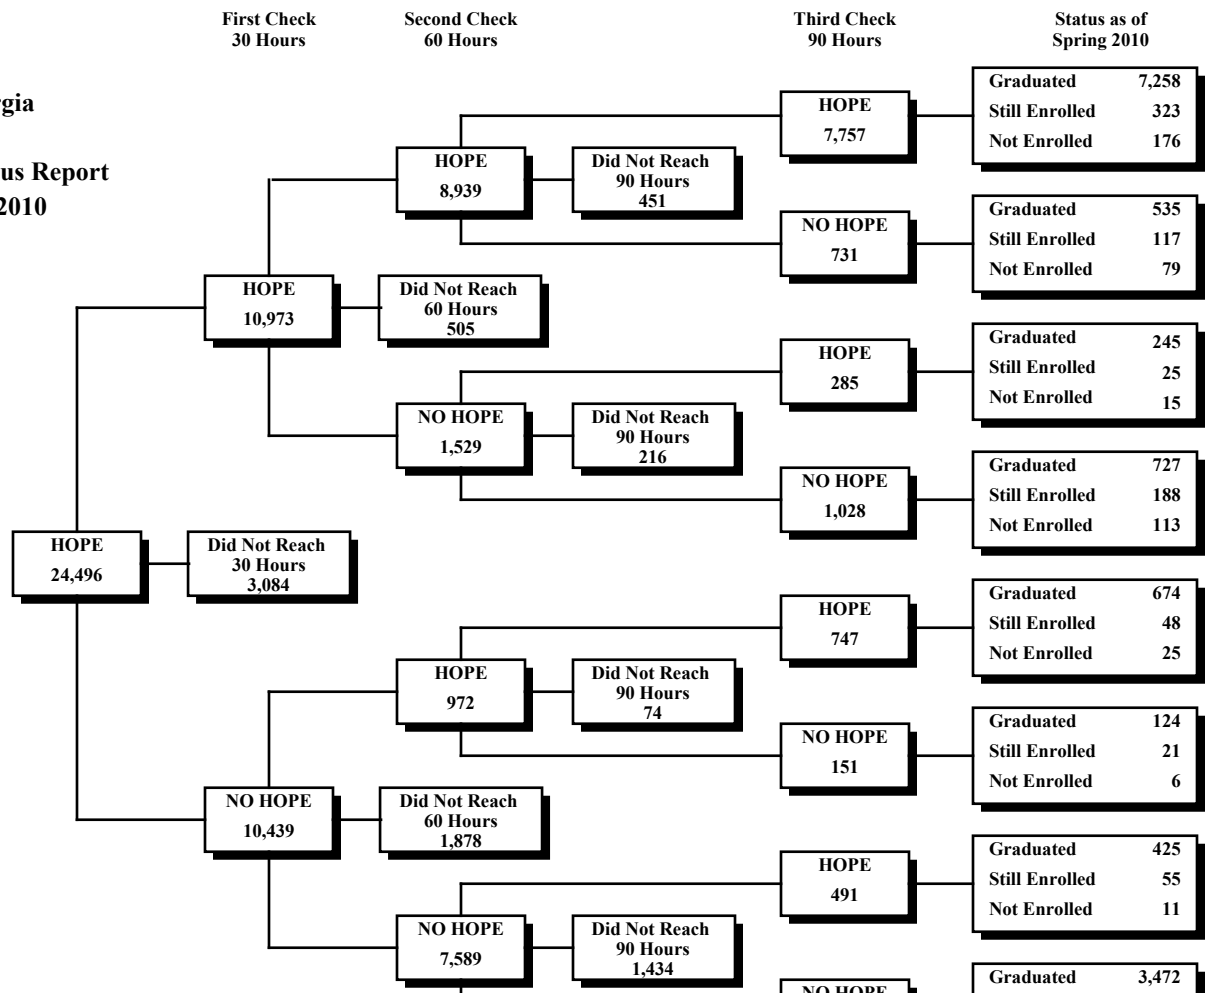 First Check
30 Hours
Second Check
60 Hours
Third Check
90 Hours
Status as of
Spring 2010
rgia
us Report
2010
HOPE
24,496
Did Not Reach
30 Hours
3,084
HOPE
10,973
Did Not Reach
60 Hours
505
HOPE
8,939
Did Not Reach
90 Hours
451
HOPE
7,757
Graduated 7,258
Still Enrolled 323
Not Enrolled 176
NO HOPE
731
Graduated 535
Still Enrolled 117
Not Enrolled 79
NO HOPE
1,529
Did Not Reach
90 Hours
216
HOPE
285
Graduated 245
Still Enrolled 25
Not Enrolled 15
NO HOPE
1,028
Graduated 727
Still Enrolled 188
Not Enrolled 113
NO HOPE
10,439
Did Not Reach
60 Hours
1,878
HOPE
972
Did Not Reach
90 Hours
74
HOPE
747
Graduated 674
Still Enrolled 48
Not Enrolled 25
NO HOPE
151
Graduated 124
Still Enrolled 21
Not Enrolled 6
NO HOPE
7,589
Did Not Reach
90 Hours
1,434
HOPE
491
Graduated 425
Still Enrolled 55
Not Enrolled 11
NO HOPE
Graduated 3,472